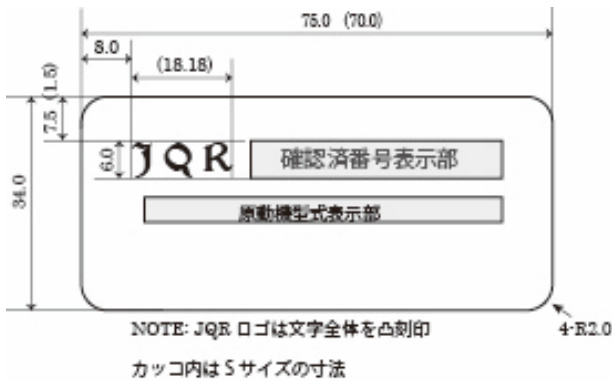 75.0 (70.0)
8.0
(18.18)
7.5 (1.5)
34.0
6.0
JQR
確認済番号表示部
原動機型式表示部
NOTE: JQR ロゴは文字全体を凸刻印
4-R2.0
カッコ内は S サイズの寸法